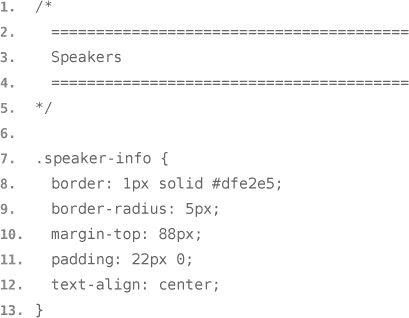 1. /*
2. ========================================
3. Speakers
4. ========================================
5. */
6.
7. .speaker-info {
8. border: 1px solid #dfe2e5;
9. border-radius: 5px;
10. margin-top: 88px;
11. padding: 22px 0;
12. text-align: center;
13. }